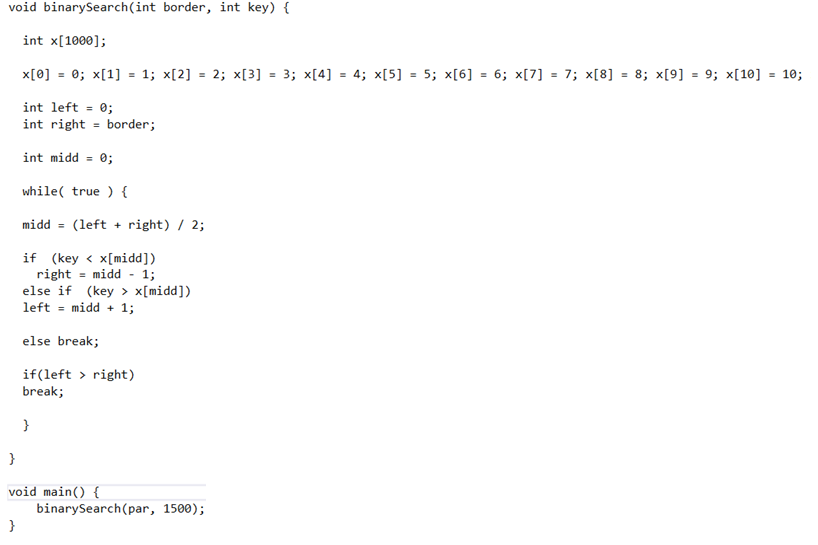 void binarySearch(int border, int key) {
int x[1000];
x[0] = 0; x[1] = 1; x[2] = 2; x[3] = 3; x[4] = 4; x[5] = 5; x[6] = 6; x[7] = 7; x[8] = 8; x[9] = 9; x[10] = 10;
int left = 0;
int right = border;
int midd = 0;
while( true ) {
midd = (left + right) / 2;
if  (key < x[midd])
right = midd - 1;
else if  (key > x[midd])
left = midd + 1;
else break;
if(left > right)
break;
}
}
void main() {
binarySearch(par, 1500);
}